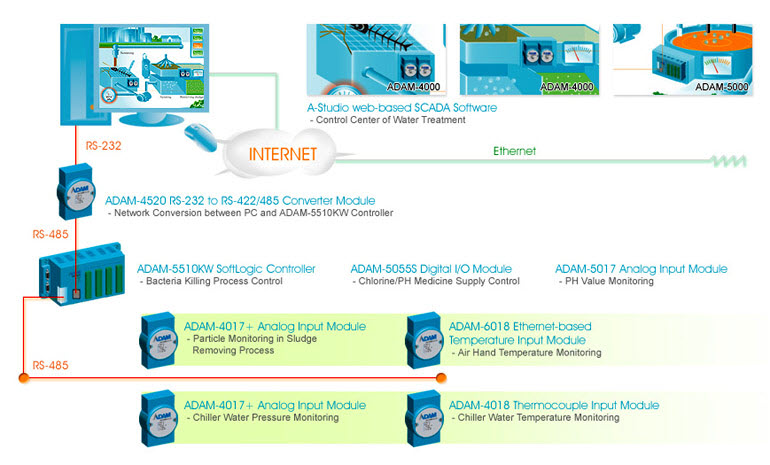 ADAM-4000
ADAM-4000
ADAM-5000
A-Studio web-based SCADA Software
- Control Center of Water Treatment
RS-232
INTERNET
Ethernet
ADAM-4520 RS-232 to RS-422/485 Converter Module
- Network Conversion between PC and ADAM-5510KW Controller
ADAM
RS-485
ADAM-5510KW SoftLogic Controller
- Bacteria Killing Process Control
ADAM-5055S Digital I/O Module
- Chlorine/PH Medicine Supply Control
ADAM-5017 Analog Input Module
- PH Value Monitoring
ADAM
ADAM-4017+ Analog Input Module
- Particle Monitoring in Sludge
Removing Process
ADAM
ADAM-6018 Ethernet-based
Temperature Input Module
- Air Hand Temperature Monitoring
RS-485
ADAM
ADAM-4017+ Analog Input Module
- Chiller Water Pressure Monitoring
ADAM
ADAM-4018 Thermocouple Input Module
- Chiller Water Temperature Monitoring